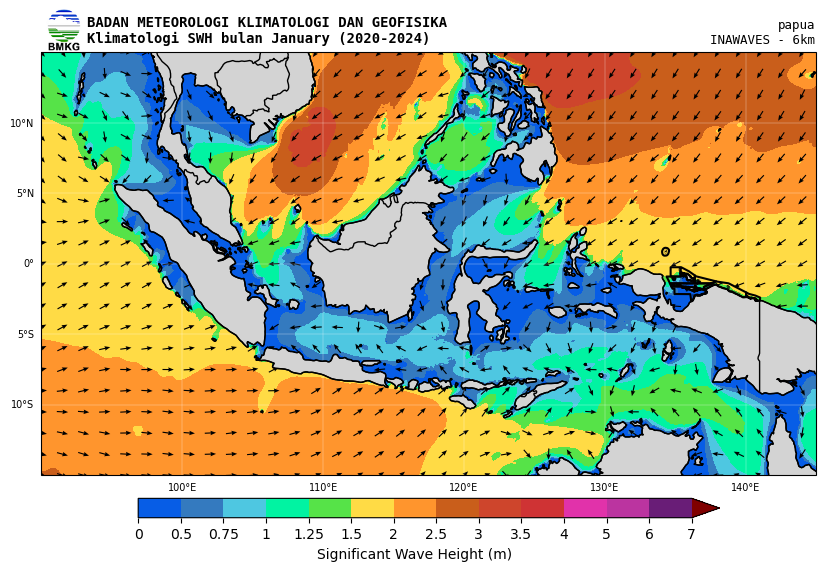 BMKG
BADAN METEOROLOGI KLIMATOLOGI DAN GEOFISIKA
Klimatologi SWH bulan January (2020-2024)
papua
INAWAVES - 6km
10°N
5°N
0°
5°S
10°S
100°E 110°E 120°E 130°E 140°E
0 0.5 0.75 1 1.25 1.5 2 2.5 3 3.5 4 5 6 7
Significant Wave Height (m)